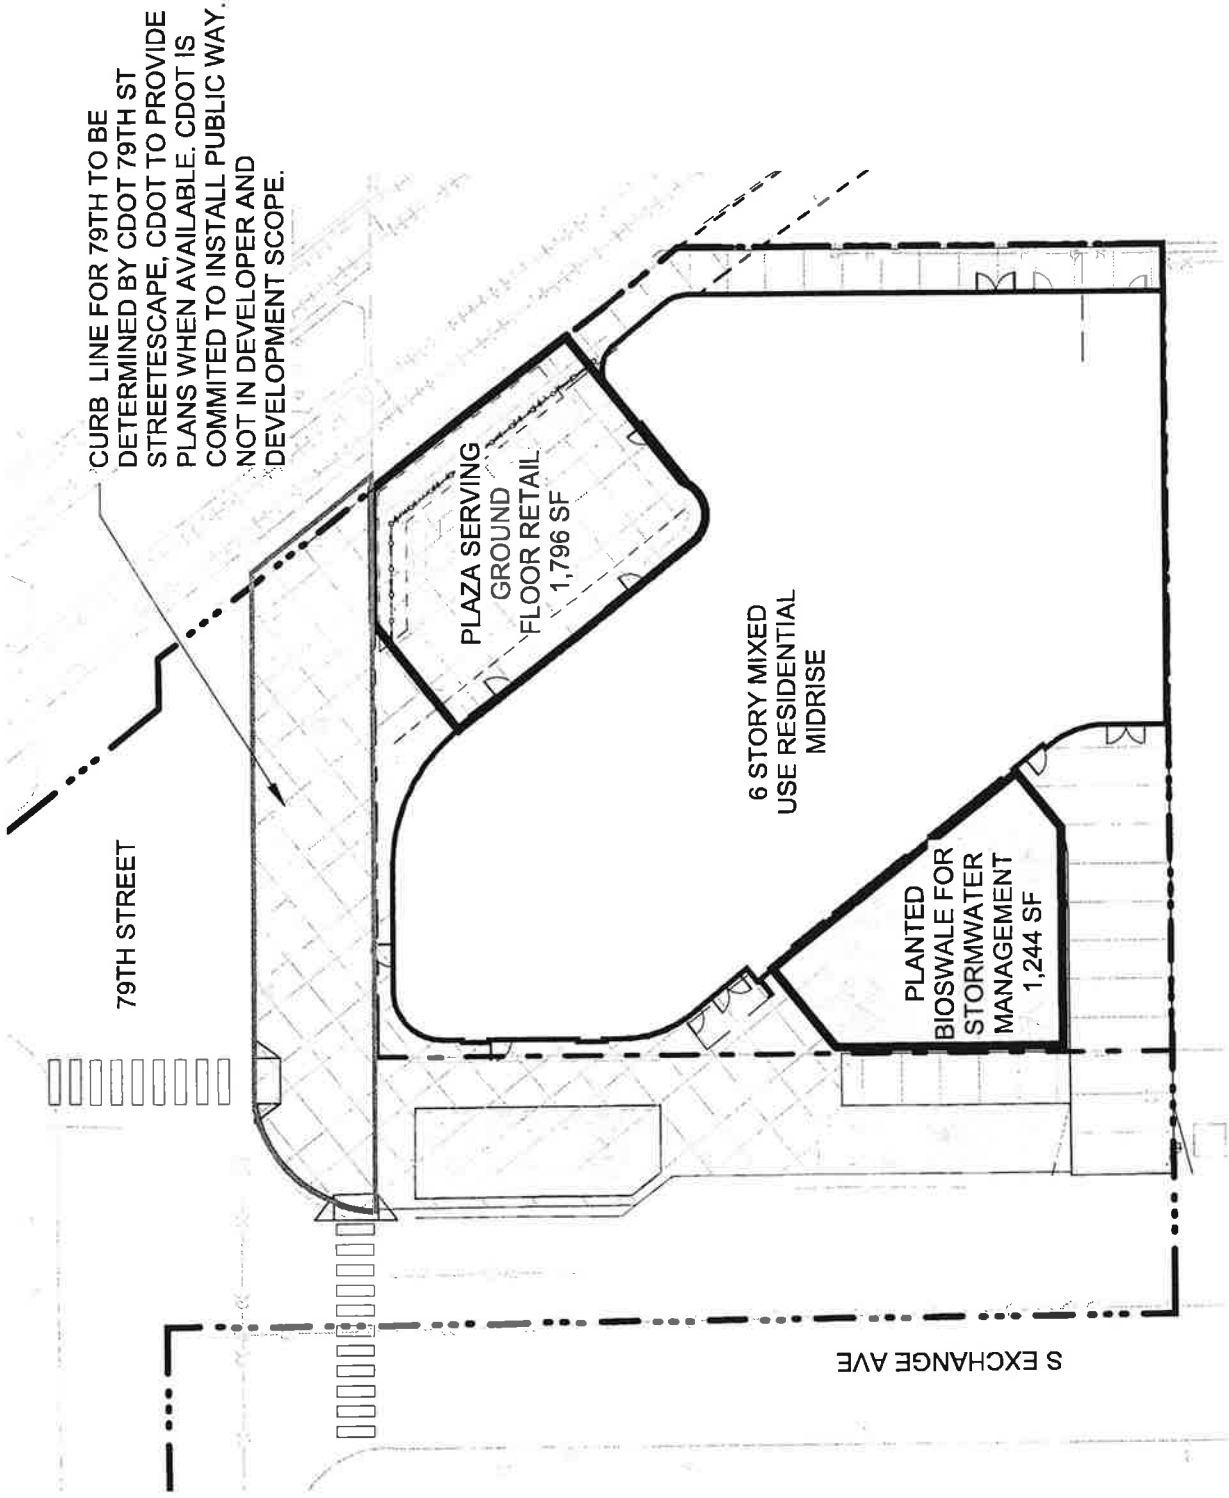 CURB LINE FOR 79TH TO BE
DETERMINED BY CDOT 79TH ST
STREETESCAPE, CDOT TO PROVIDE
PLANS WHEN AVAILABLE. CDOT IS
COMMITED TO INSTALL PUBLIC WAY.
NOT IN DEVELOPER AND
DEVELOPMENT SCOPE.
79TH STREET
PLAZA SERVING
GROUND
FLOOR RETAIL
1,796 SF
6 STORY MIXED
USE RESIDENTIAL
MIDRISE
PLANTED
BIOSWALE FOR
STORMWATER
MANAGEMENT
1,244 SF
S EXCHANGE AVE